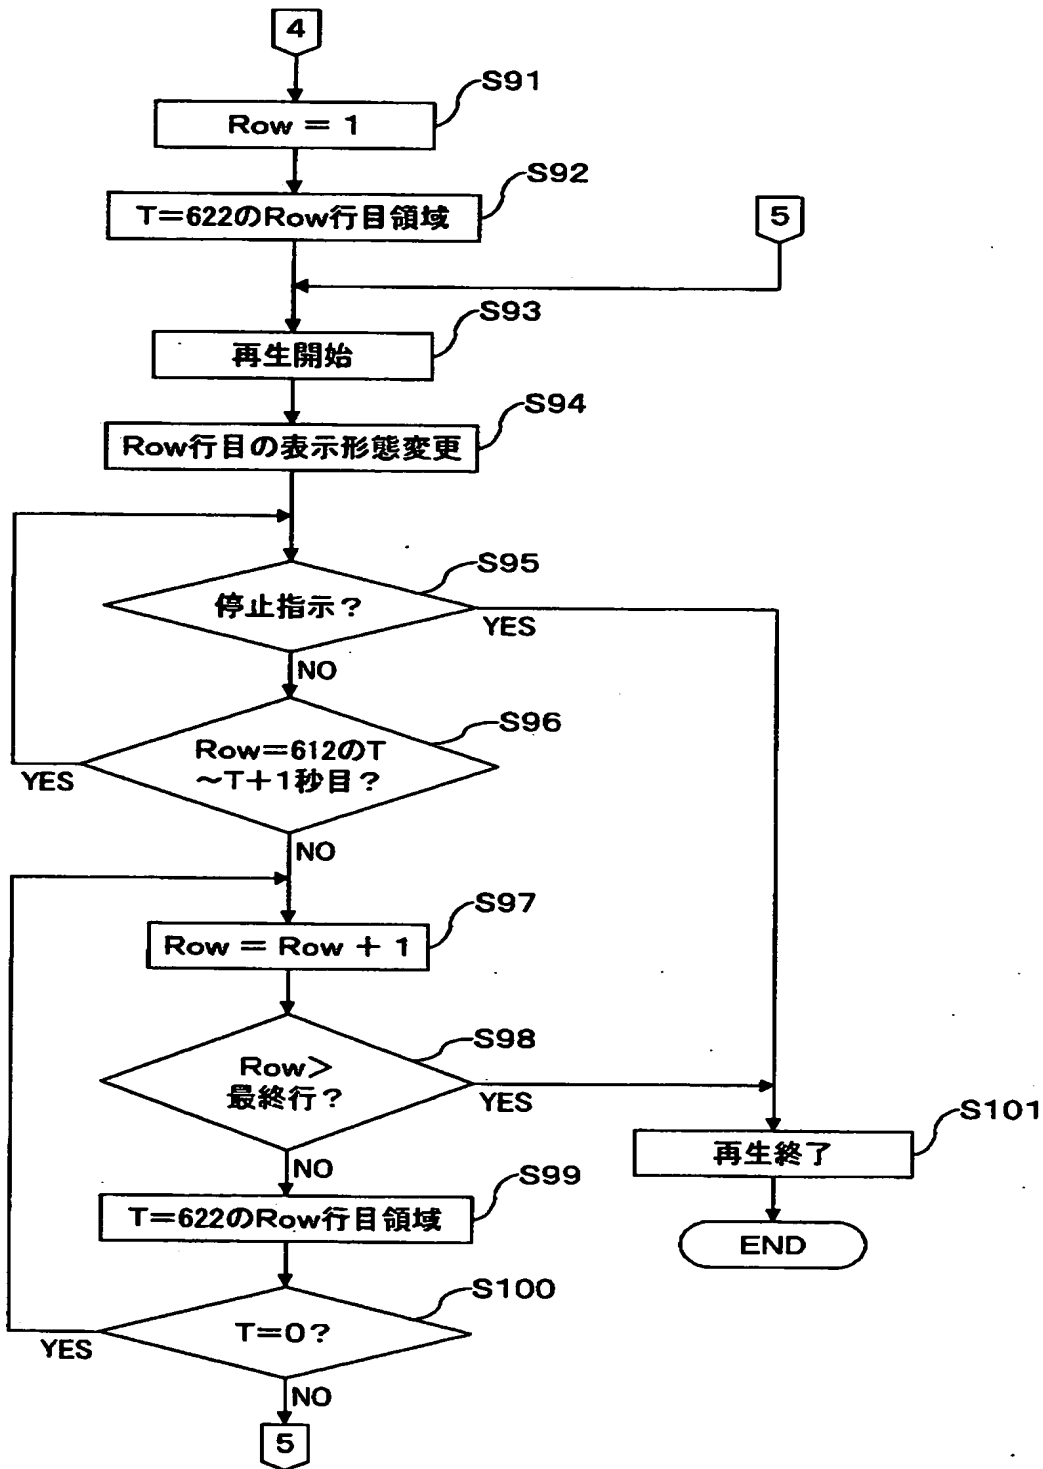 4
S91
Row = 1
S92
T=622のRow行目領域
5
S93
再生開始
S94
Row行目の表示形態変更
S95
停止指示?
YES
NO
S96
Row=612のT
~T+1秒目?
YES
NO
S97
Row = Row + 1
S98
Row>
最終行?
YES
S101
再生終了
NO
S99
T=622のRow行目領域
END
S100
T=0?
YES
NO
5